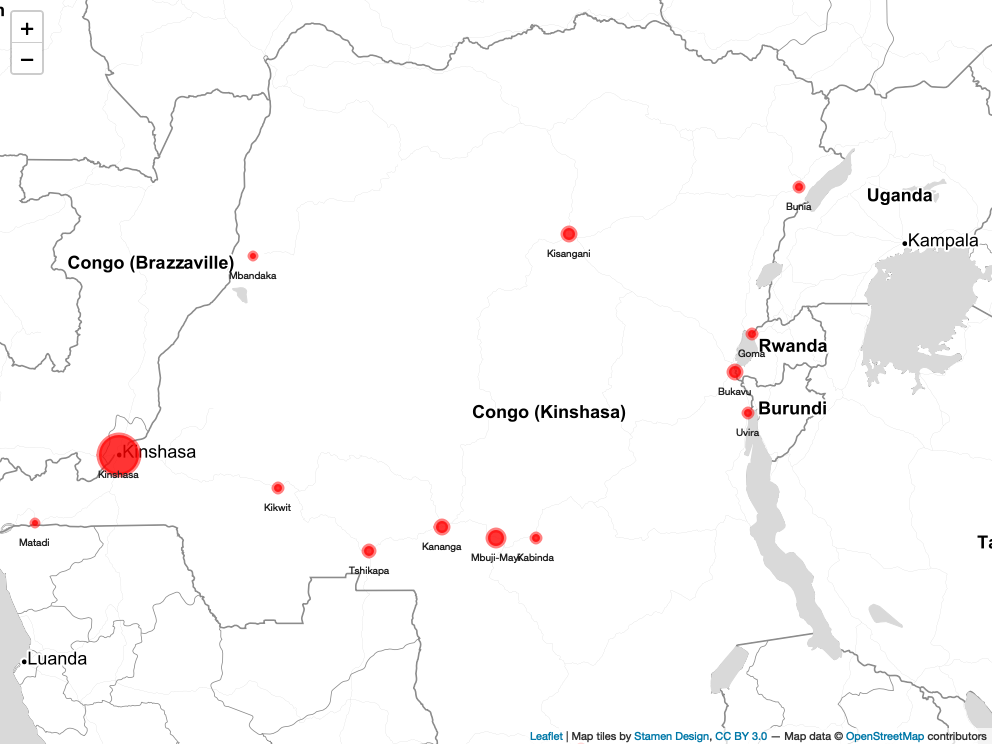 n
+
−
Bunia
Uganda
Kampala
Kisangani
Congo (Brazzaville)
Mbandaka
Goma
Rwanda
Bukavu
Burundi
Congo (Kinshasa)
Uvira
Kinshasa
Kinshasa
Kikwit
Matadi
Kananga
Mbuji-Mayi
Kabinda
Ta
Tshikapa
Luanda
Leaflet | Map tiles by Stamen Design, CC BY 3.0 — Map data © OpenStreetMap contributors